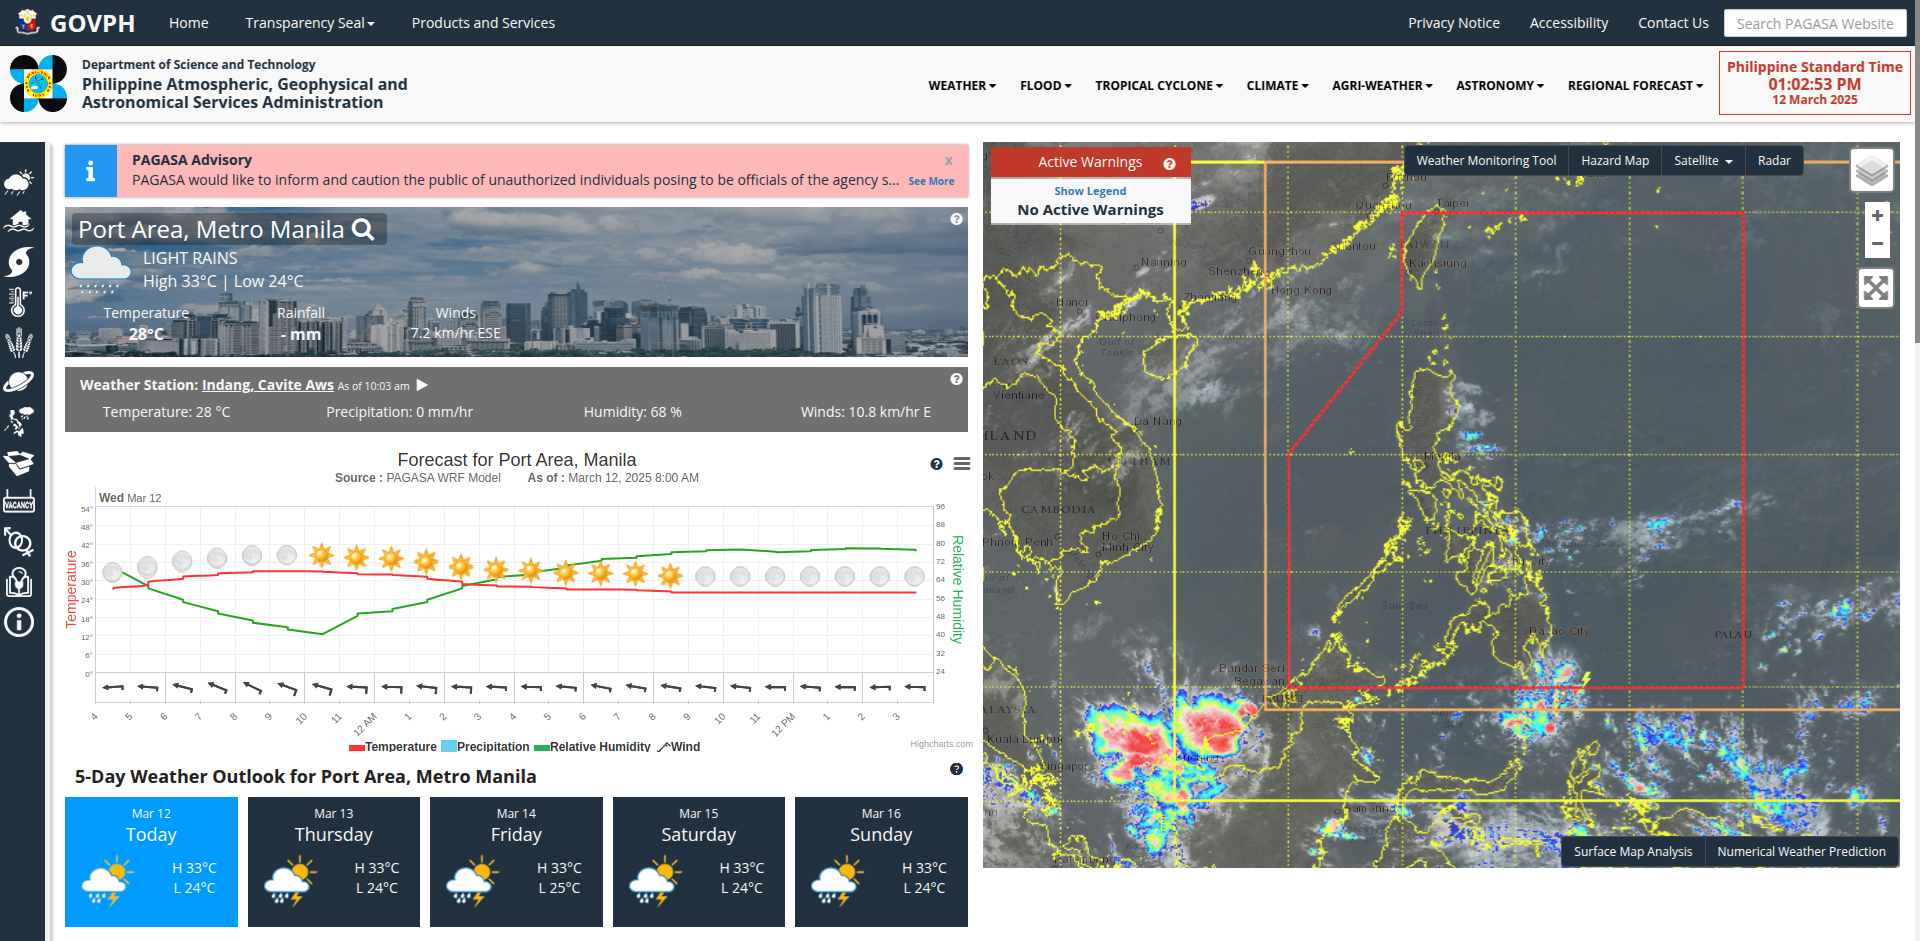 GOVPH
Home
Transparency Seal
Products and Services
Privacy Notice
Accessibility
Contact Us
Search PAGASA Website
Department of Science and Technology
Philippine Atmospheric, Geophysical and
Astronomical Services Administration
WEATHER
FLOOD
TROPICAL CYCLONE
CLIMATE
AGRI-WEATHER
ASTRONOMY
REGIONAL FORECAST
Philippine Standard Time
01:02:53 PM
12 March 2025
VACANCY
PAGASA Advisory
x
PAGASA would like to inform and caution the public of unauthorized individuals posing to be officials of the agency s... See More
Port Area, Metro Manila
LIGHT RAINS
High 33°C | Low 24°C
Temperature
28°C
Rainfall
- mm
Winds
7.2 km/hr ESE
Weather Station: Indang, Cavite Aws As of 10:03 am
Temperature: 28 °C
Precipitation: 0 mm/hr
Humidity: 68 %
Winds: 10.8 km/hr E
Forecast for Port Area, Manila
Source : PAGASA WRF Model As of : March 12, 2025 8:00 AM
Wed Mar 12
Temperature
54°
48°
42°
36°
30°
24°
18°
12°
6°
0°
96
88
80
72
64
56
48
40
32
24
Relative Humidity
4 5 6 7 8 9 10 11 12 AM 1 2 3 4 5 6 7 8 9 10 11 12 PM 1 2 3
Temperature Precipitation Relative Humidity Wind
Highcharts.com
5-Day Weather Outlook for Port Area, Metro Manila
Mar 12
Today
H 33°C
L 24°C
Mar 13
Thursday
H 33°C
L 24°C
Mar 14
Friday
H 33°C
L 25°C
Mar 15
Saturday
H 33°C
L 24°C
Mar 16
Sunday
H 33°C
L 24°C
Active Warnings
Show Legend
No Active Warnings
Weather Monitoring Tool
Hazard Map
Satellite
Radar
+
−
Taipei
Guangzhou
Kaohsiung
Nanning
Hong Kong
Hanoi
Gulf of
Tonkin
LAOS
Vientiane
Da Nang
CAMBODIA
Phnom Penh
Ho Chi
Minh City
Sulu Sea
PALAU
Bandar Seri
Begawan
Kuala Lumpur
Surface Map Analysis
Numerical Weather Prediction